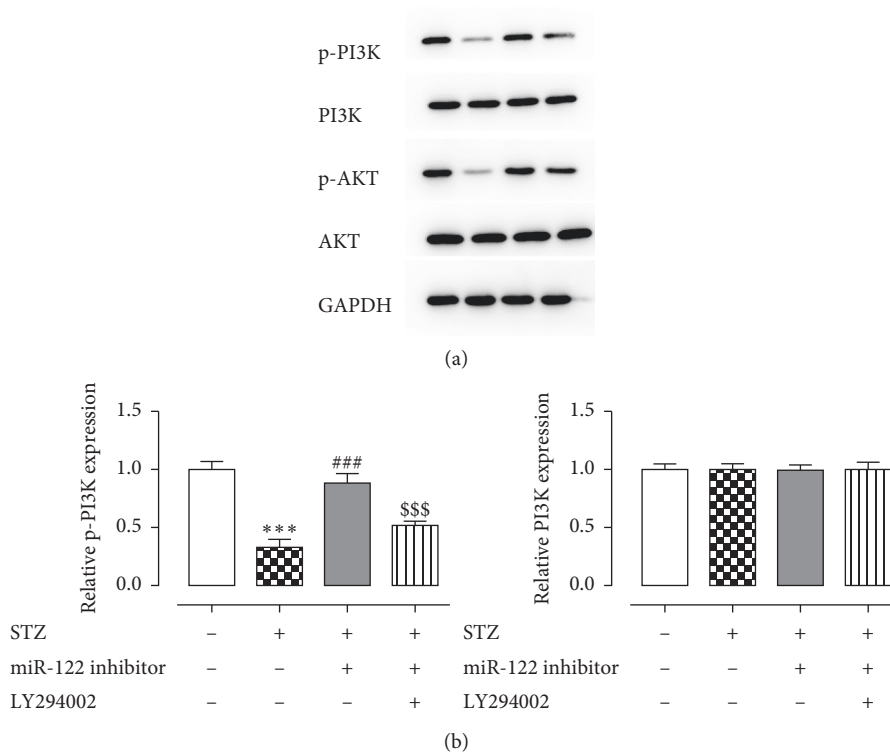 p-PI3K
PI3K
p-AKT
AKT
GAPDH
(a)
Relative p-PI3K expression
1.5
1.0
0.5
0.0
***
###
$$$
STZ – + + +
miR-122 inhibitor – – + +
LY294002 – – – +
Relative PI3K expression
1.5
1.0
0.5
0.0
STZ – + + +
miR-122 inhibitor – – + +
LY294002 – – – +
(b)